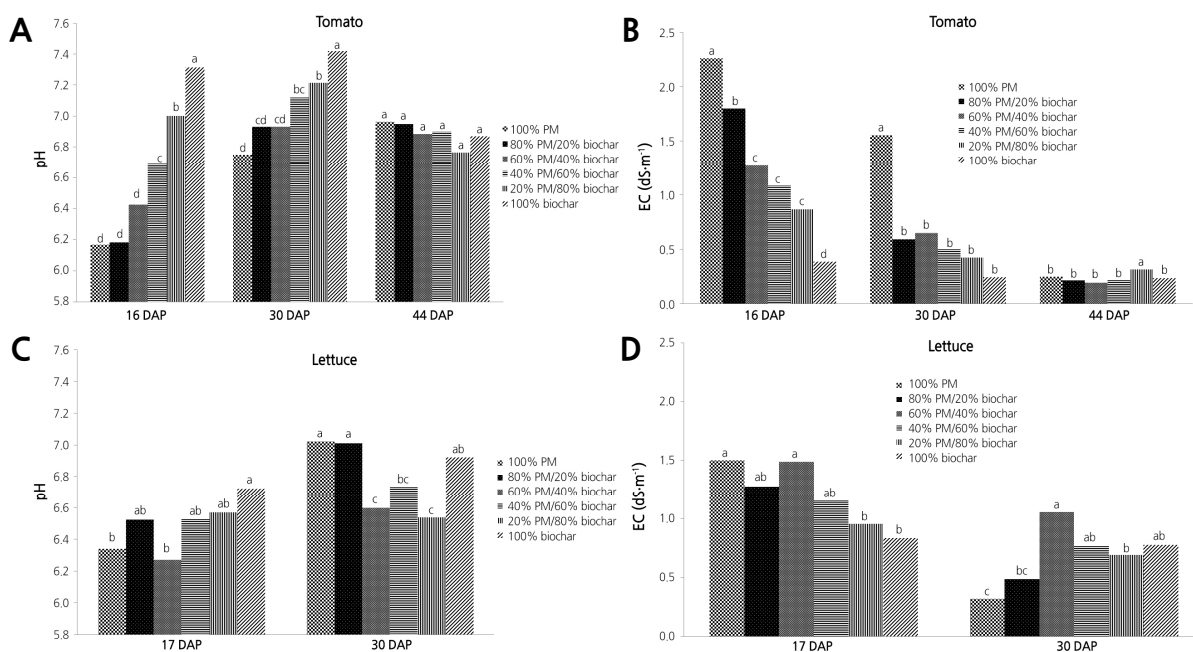 A
Tomato
pH
7.6
7.4
7.2
7.0
6.8
6.6
6.4
6.2
6.0
5.8
d d d c b a
d cd cd bc b a
a a a a a a
16 DAP 30 DAP 44 DAP
100% PM
80% PM/20% biochar
60% PM/40% biochar
40% PM/60% biochar
20% PM/80% biochar
100% biochar
B
Tomato
EC (dS·m-1)
2.5
2.0
1.5
1.0
0.5
0.0
a b c c c d
a b b b b b
b b b b a b
16 DAP 30 DAP 44 DAP
100% PM
80% PM/20% biochar
60% PM/40% biochar
40% PM/60% biochar
20% PM/80% biochar
100% biochar
C
Lettuce
pH
7.6
7.4
7.2
7.0
6.8
6.6
6.4
6.2
6.0
5.8
b ab b ab ab a
a a c bc c ab
17 DAP 30 DAP
100% PM
80% PM/20% biochar
60% PM/40% biochar
40% PM/60% biochar
20% PM/80% biochar
100% biochar
D
Lettuce
EC (dS·m-1)
2.5
2.0
1.5
1.0
0.5
0.0
a ab a ab b b
c bc a ab b ab
17 DAP 30 DAP
100% PM
80% PM/20% biochar
60% PM/40% biochar
40% PM/60% biochar
20% PM/80% biochar
100% biochar